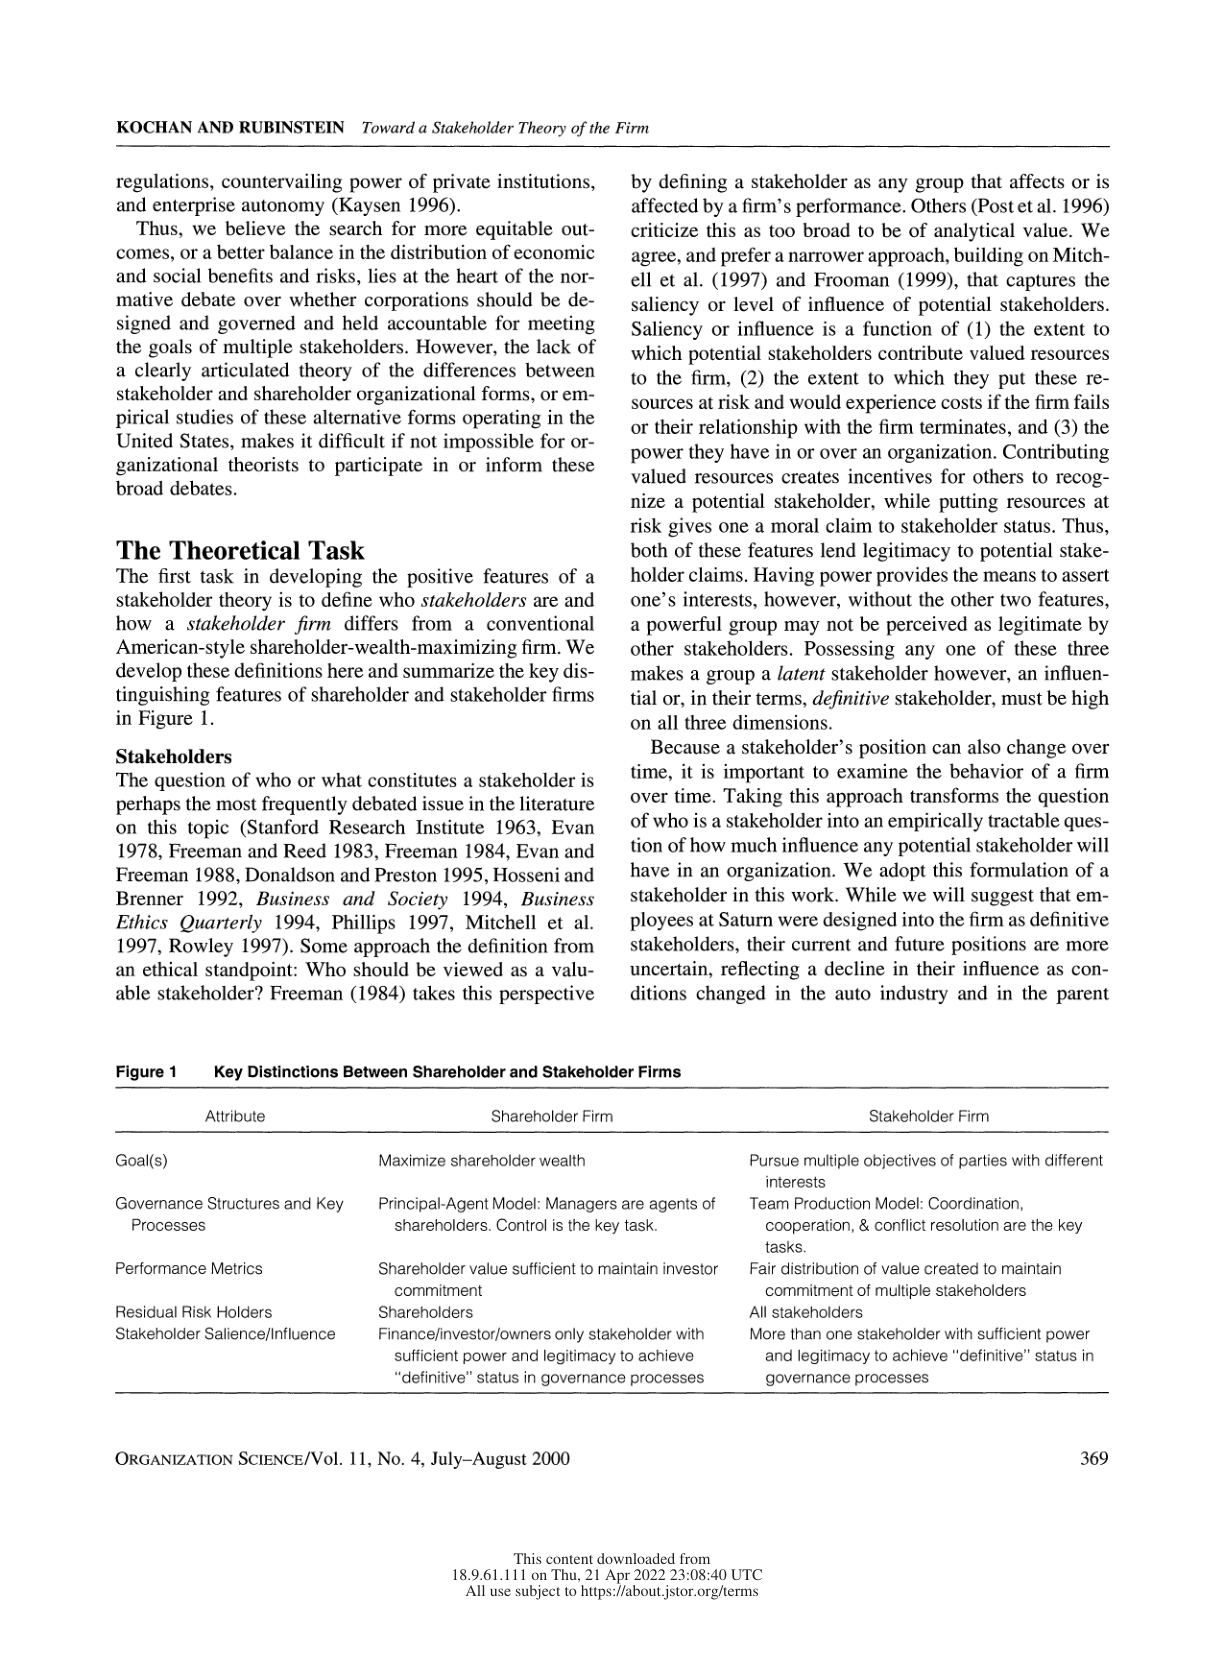 KOCHAN AND RUBINSTEIN Toward a Stakeholder Theory of the Firm
regulations, countervailing power of private institutions,
and enterprise autonomy (Kaysen 1996).
Thus, we believe the search for more equitable out-
comes, or a better balance in the distribution of economic
and social benefits and risks, lies at the heart of the nor-
mative debate over whether corporations should be de-
signed and governed and held accountable for meeting
the goals of multiple stakeholders. However, the lack of
a clearly articulated theory of the differences between
stakeholder and shareholder organizational forms, or em-
pirical studies of these alternative forms operating in the
United States, makes it difficult if not impossible for or-
ganizational theorists to participate in or inform these
broad debates.
The Theoretical Task
The first task in developing the positive features of a
stakeholder theory is to define who stakeholders are and
how a stakeholder firm differs from a conventional
American-style shareholder-wealth-maximizing firm. We
develop these definitions here and summarize the key dis-
tinguishing features of shareholder and stakeholder firms
in Figure 1.
Stakeholders
The question of who or what constitutes a stakeholder is
perhaps the most frequently debated issue in the literature
on this topic (Stanford Research Institute 1963, Evan
1978, Freeman and Reed 1983, Freeman 1984, Evan and
Freeman 1988, Donaldson and Preston 1995, Hosseni and
Brenner 1992, Business and Society 1994, Business
Ethics Quarterly 1994, Phillips 1997, Mitchell et al.
1997, Rowley 1997). Some approach the definition from
an ethical standpoint: Who should be viewed as a valu-
able stakeholder? Freeman (1984) takes this perspective
by defining a stakeholder as any group that affects or is
affected by a firm's performance. Others (Post et al. 1996)
criticize this as too broad to be of analytical value. We
agree, and prefer a narrower approach, building on Mitch-
ell et al. (1997) and Frooman (1999), that captures the
saliency or level of influence of potential stakeholders.
Saliency or influence is a function of (1) the extent to
which potential stakeholders contribute valued resources
to the firm, (2) the extent to which they put these re-
sources at risk and would experience costs if the firm fails
or their relationship with the firm terminates, and (3) the
power they have in or over an organization. Contributing
valued resources creates incentives for others to recog-
nize a potential stakeholder, while putting resources at
risk gives one a moral claim to stakeholder status. Thus,
both of these features lend legitimacy to potential stake-
holder claims. Having power provides the means to assert
one's interests, however, without the other two features,
a powerful group may not be perceived as legitimate by
other stakeholders. Possessing any one of these three
makes a group a latent stakeholder however, an influen-
tial or, in their terms, definitive stakeholder, must be high
on all three dimensions.
Because a stakeholder's position can also change over
time, it is important to examine the behavior of a firm
over time. Taking this approach transforms the question
of who is a stakeholder into an empirically tractable ques-
tion of how much influence any potential stakeholder will
have in an organization. We adopt this formulation of a
stakeholder in this work. While we will suggest that em-
ployees at Saturn were designed into the firm as definitive
stakeholders, their current and future positions are more
uncertain, reflecting a decline in their influence as con-
ditions changed in the auto industry and in the parent
Figure 1 Key Distinctions Between Shareholder and Stakeholder Firms
Attribute Shareholder Firm Stakeholder Firm
Goal(s) Maximize shareholder wealth Pursue multiple objectives of parties with different
interests
Governance Structures and Key Principal-Agent Model: Managers are agents of Team Production Model: Coordination,
Processes shareholders. Control is the key task. cooperation, & conflict resolution are the key
tasks.
Performance Metrics Shareholder value sufficient to maintain investor Fair distribution of value created to maintain
commitment commitment of multiple stakeholders
Residual Risk Holders Shareholders All stakeholders
Stakeholder Salience/Influence Finance/investor/owners only stakeholder with More than one stakeholder with sufficient power
sufficient power and legitimacy to achieve and legitimacy to achieve "definitive" status in
"definitive" status in governance processes governance processes
ORGANIZATION SCIENCE/Vol. 11, No. 4, July–August 2000 369
This content downloaded from
18.9.61.111 on Thu, 21 Apr 2022 23:08:40 UTC
All use subject to https://about.jstor.org/terms